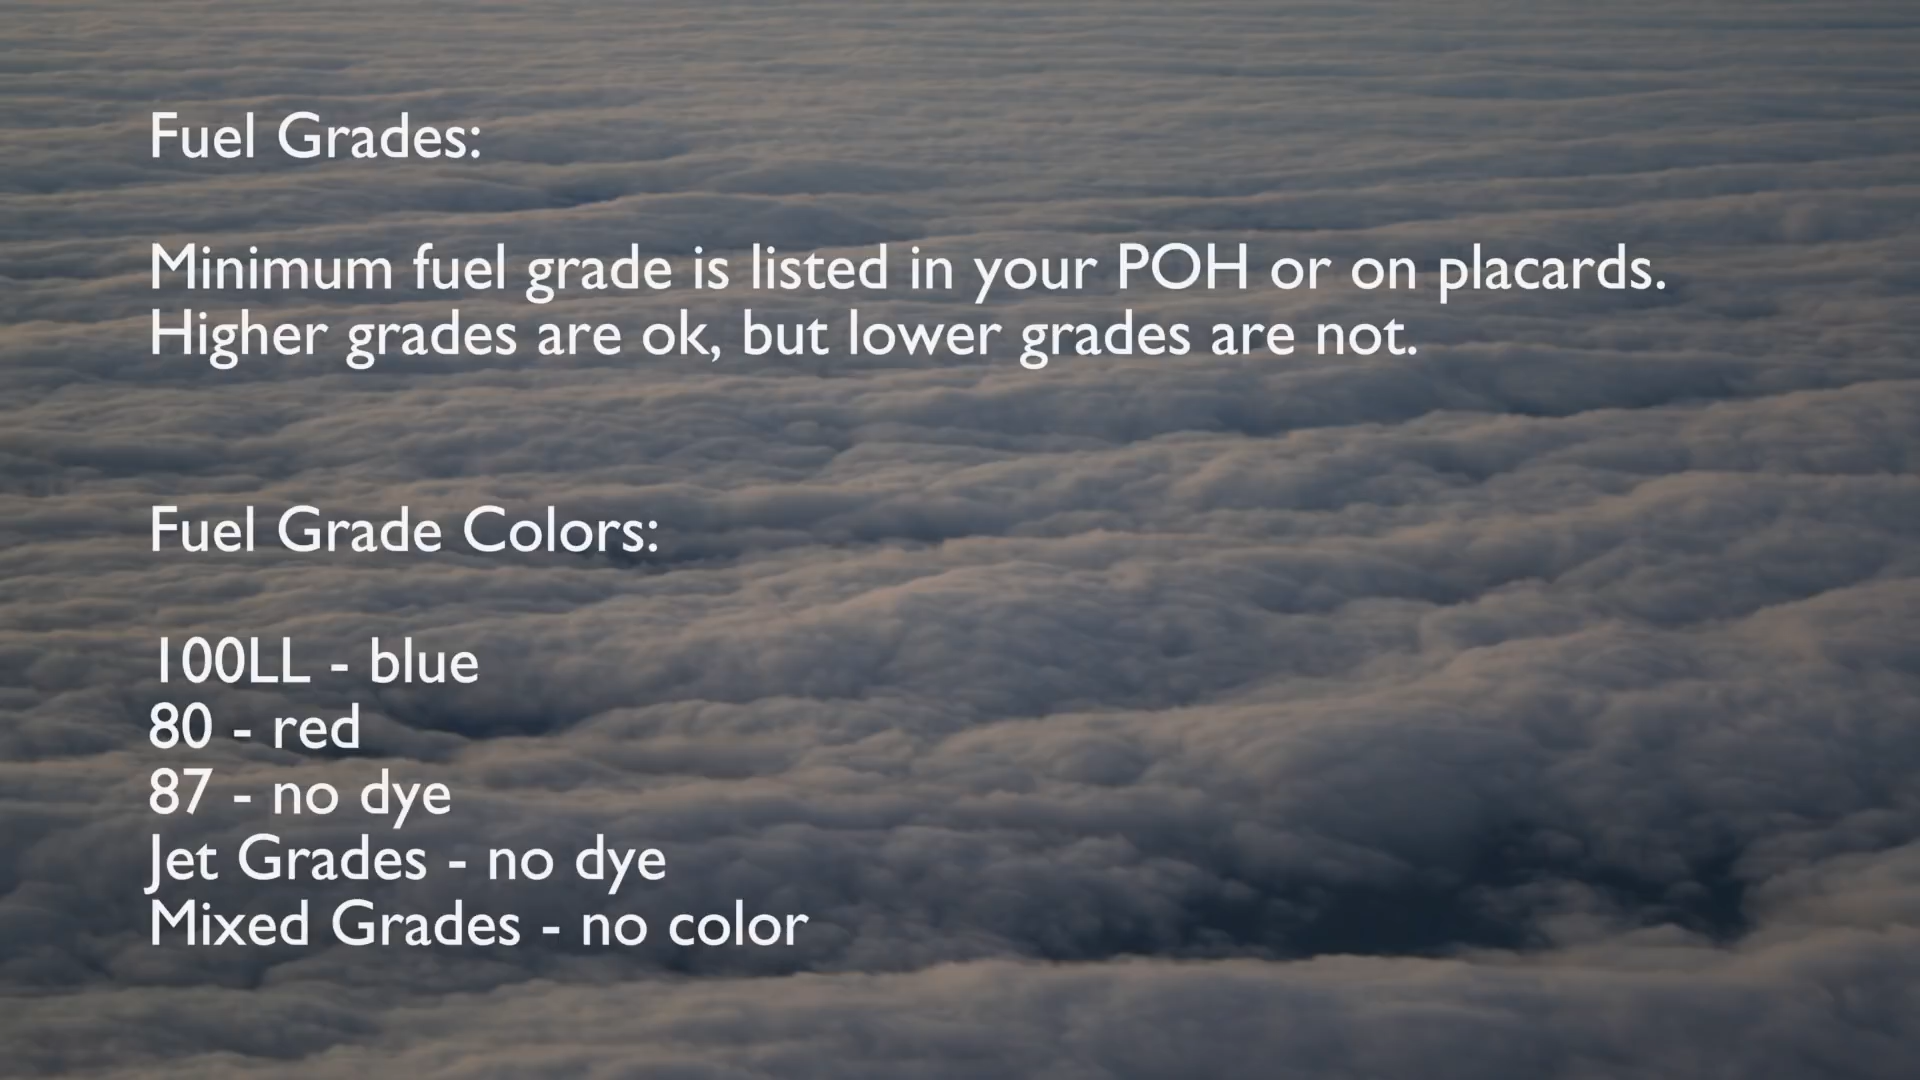 Fuel Grades:
Minimum fuel grade is listed in your POH or on placards.
Higher grades are ok, but lower grades are not.
Fuel Grade Colors:
100LL - blue
80 - red
87 - no dye
Jet Grades - no dye
Mixed Grades - no color